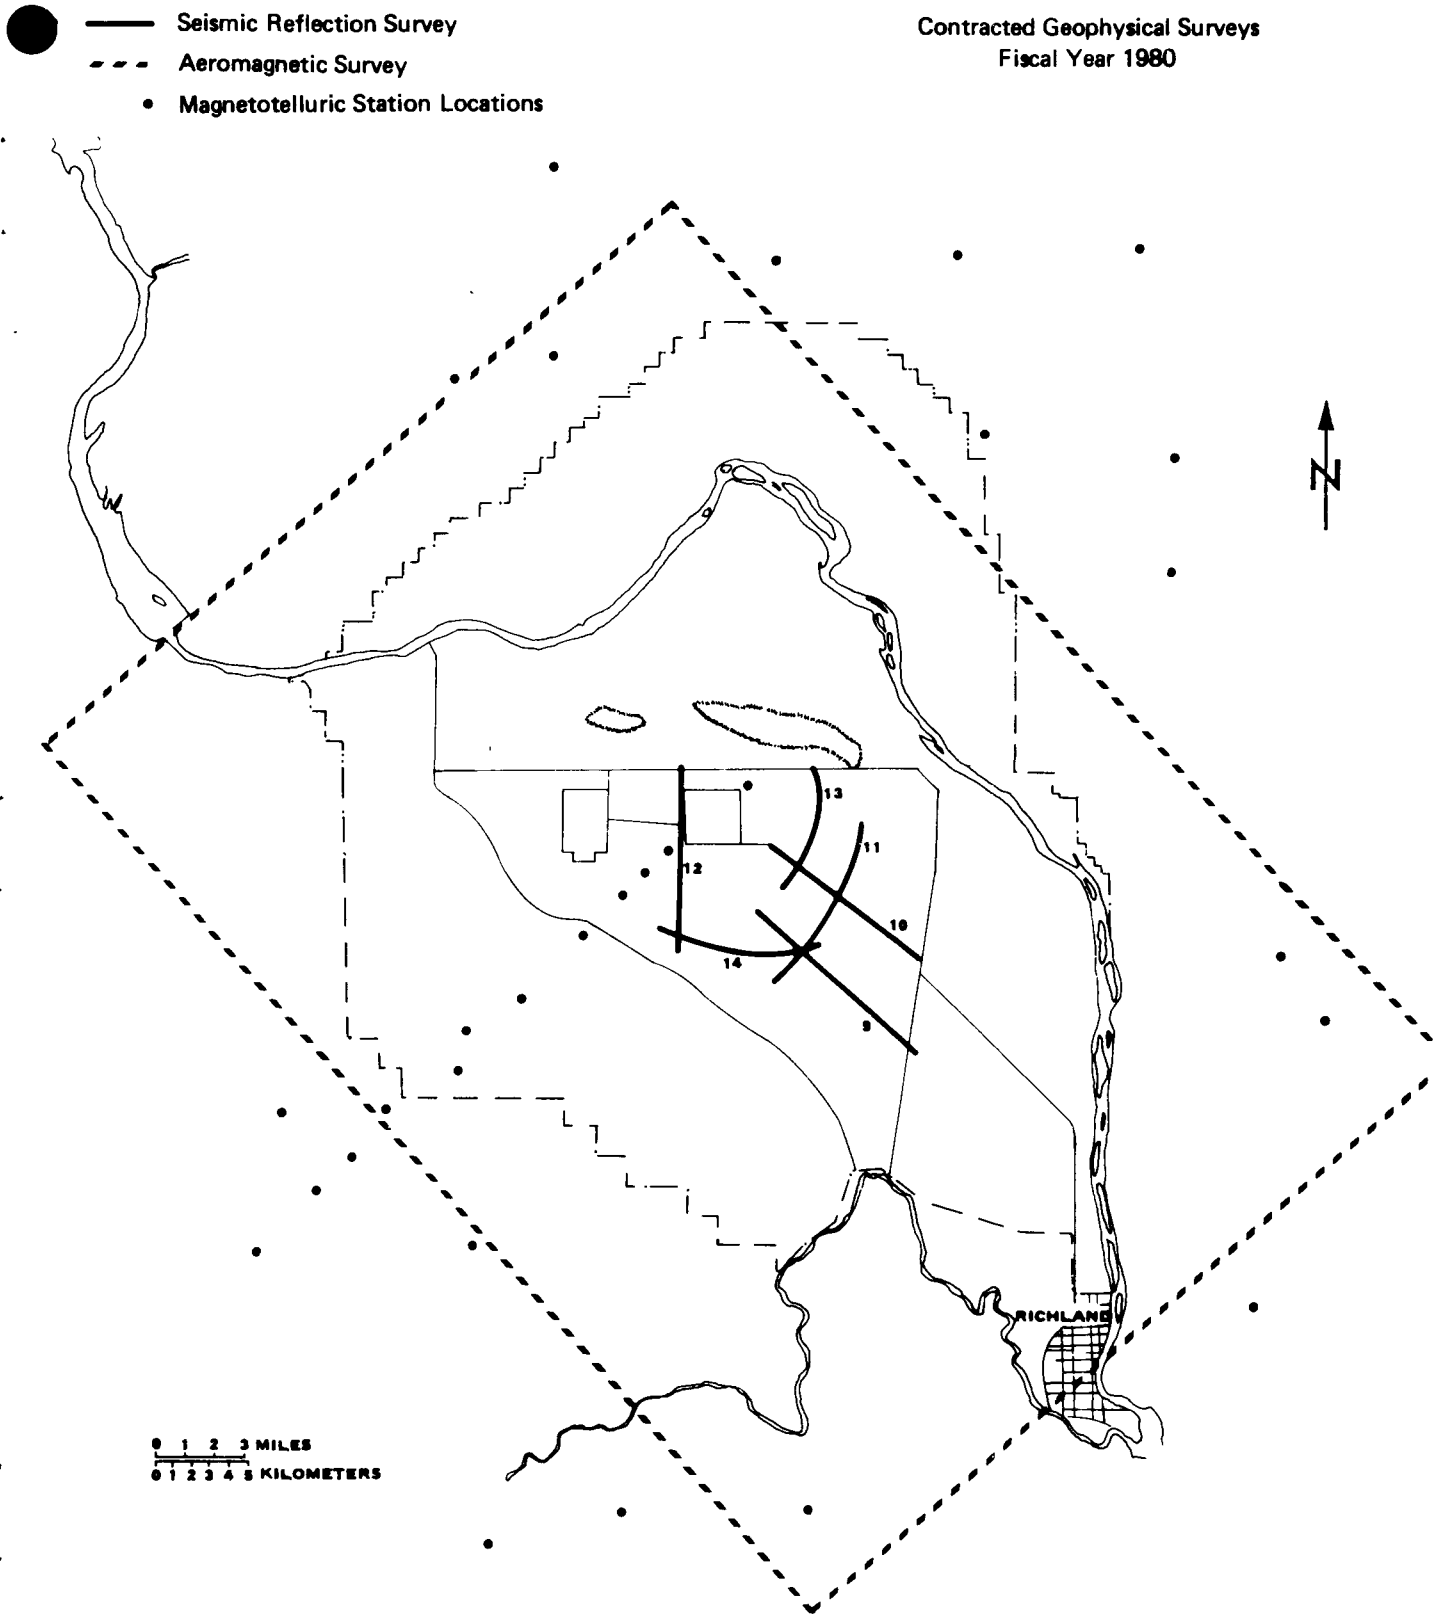 Seismic Reflection Survey
Aeromagnetic Survey
Magnetotelluric Station Locations
Contracted Geophysical Surveys
Fiscal Year 1980
N
13
11
12
10
14
9
RICHLAND
0 1 2 3 MILES
0 1 2 3 4 5 KILOMETERS